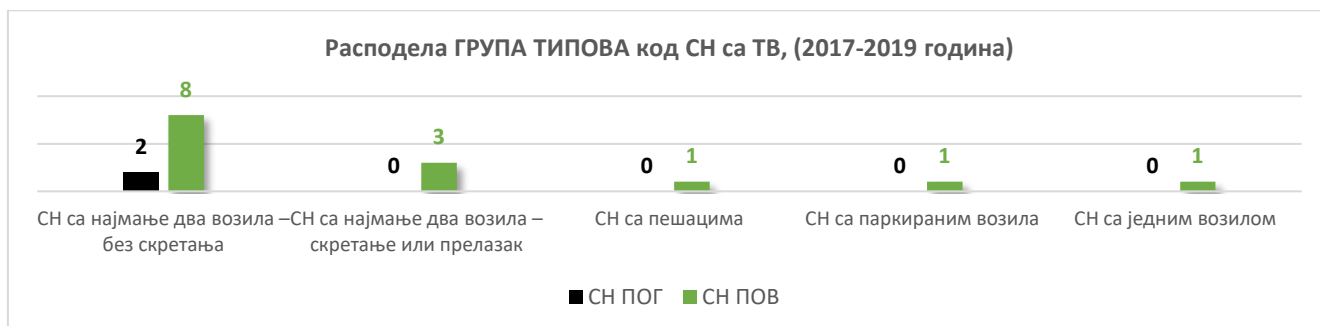 Расподела ГРУПА ТИПОВА код СН са ТВ, (2017-2019 година)
2
8
0
3
0
1
0
1
0
1
СН са најмање два возила –
без скретања
СН са најмање два возила –
скретање или прелазак
СН са пешацима
СН са паркираним возила
СН са једним возилом
СН ПОГ
СН ПОВ